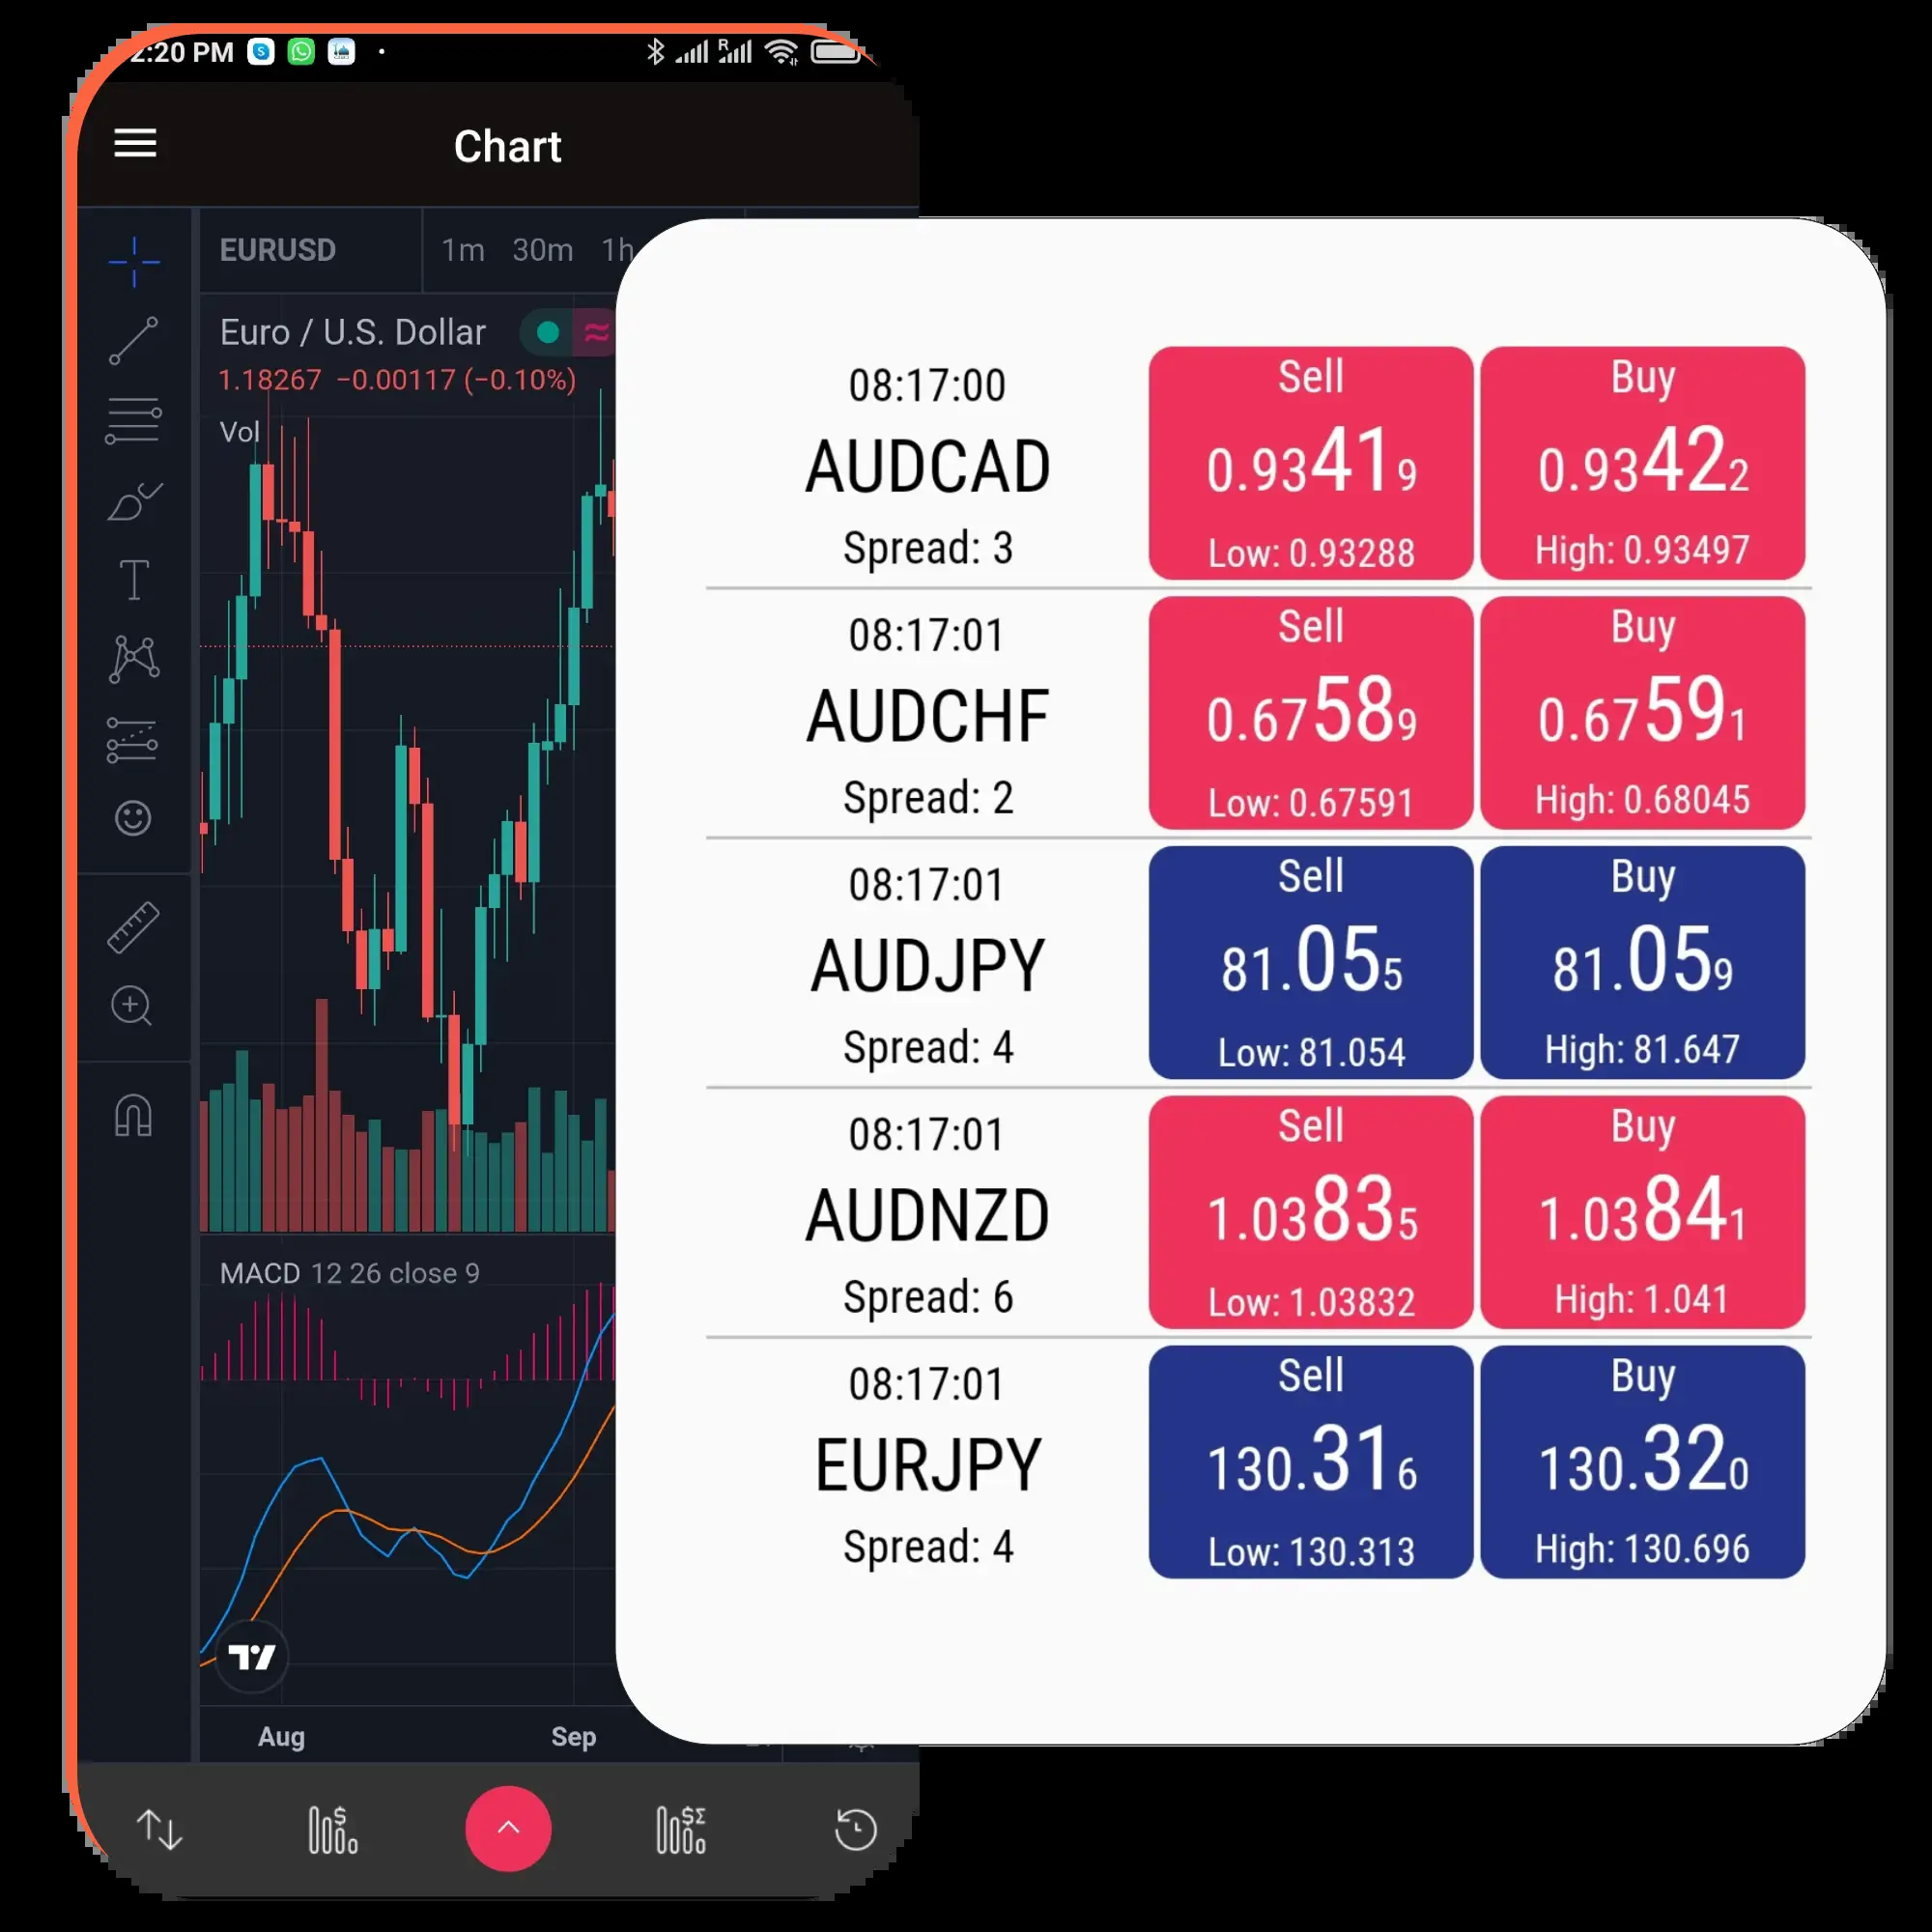 2:20 PM
Chart
EURUSD 1m 30m 1h
Euro / U.S. Dollar
1.18267 −0.00117 (−0.10%)
Vol
MACD 12 26 close 9
Aug Sep
08:17:00
AUDCAD
Spread: 3
Sell
0.93419
Low: 0.93288
Buy
0.93422
High: 0.93497
08:17:01
AUDCHF
Spread: 2
Sell
0.67589
Low: 0.67591
Buy
0.67591
High: 0.68045
08:17:01
AUDJPY
Spread: 4
Sell
81.055
Low: 81.054
Buy
81.059
High: 81.647
08:17:01
AUDNZD
Spread: 6
Sell
1.03835
Low: 1.03832
Buy
1.03841
High: 1.041
08:17:01
EURJPY
Spread: 4
Sell
130.316
Low: 130.313
Buy
130.320
High: 130.696